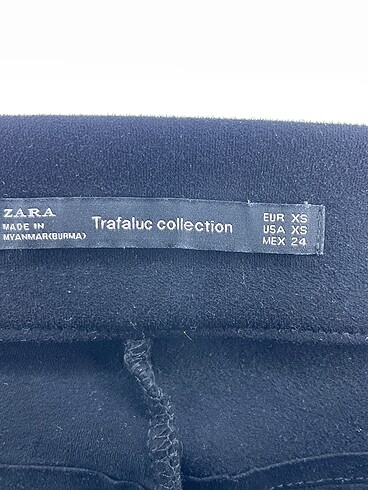 ZARA
MADE IN
MYANMAR(BURMA)
Trafaluc collection
EUR XS
USA XS
MEX 24